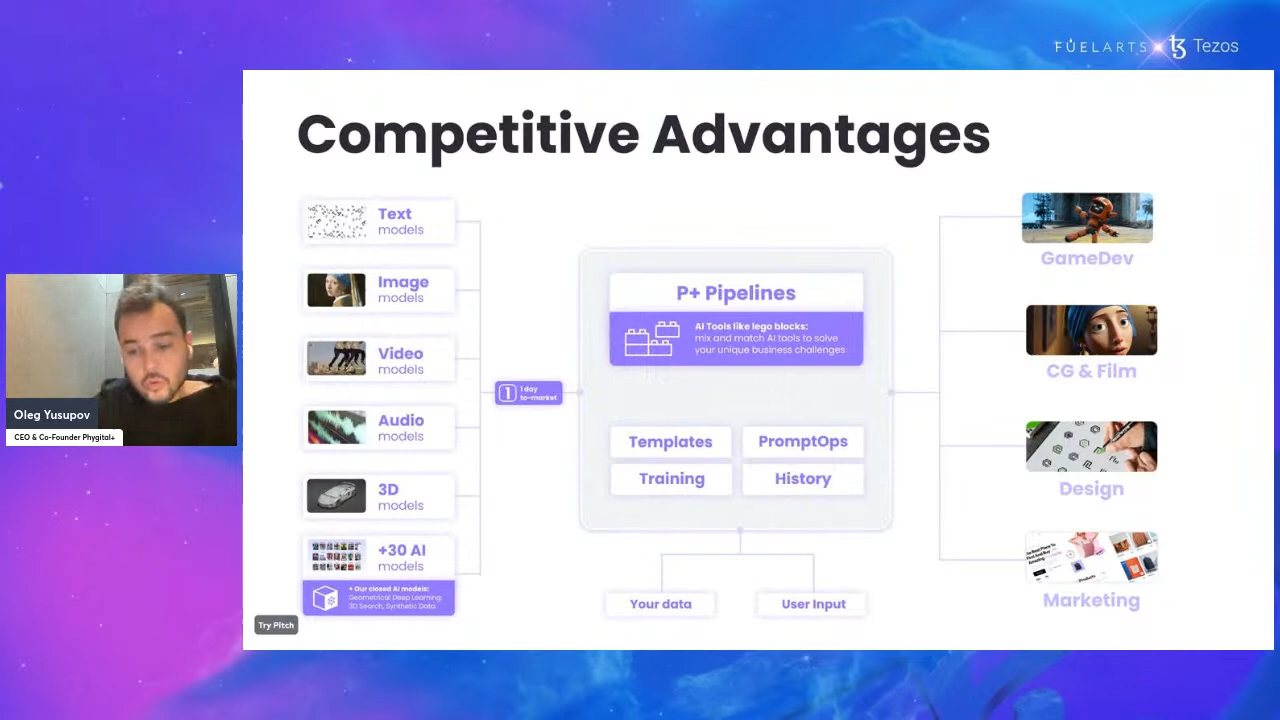 FUELARTS Tezos
Competitive Advantages
Text
models
Image
models
Video
models
Audio
models
3D
models
+30 AI
models
+ Our closed AI models:
Geometrical Deep Learning;
3D Search, Synthetic Data.
Try Pitch
1 1 day
to-market
P+ Pipelines
AI Tools like lego blocks:
mix and match AI tools to solve
your unique business challenges
Templates PromptOps
Training History
Your data User Input
GameDev
CG & Film
Design
Marketing
Oleg Yusupov
CEO & Co-Founder Phygital+